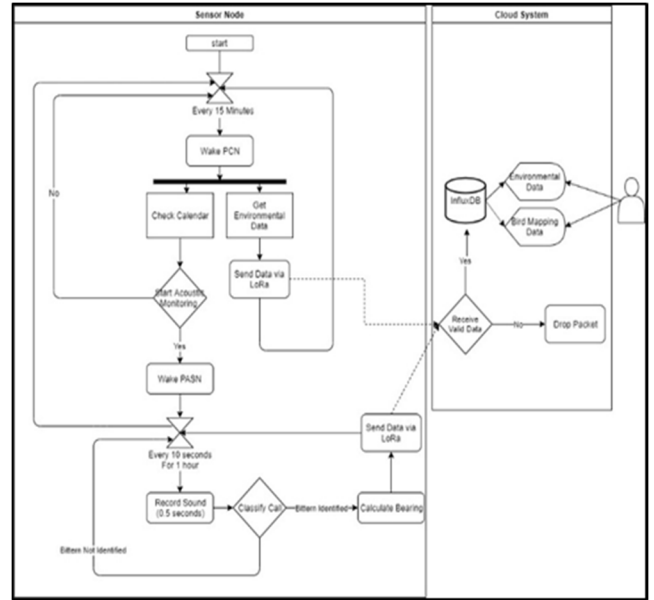 Sensor Node
Cloud System
start
Every 15 Minutes
Wake PCN
No
Check Calendar
Get
Environmental
Data
Send Data via
LoRa
Start Acoustic
Monitoring
Yes
Wake PASN
Every 10 seconds
For 1 hour
Record Sound
(0.5 seconds)
Classify Call
Bittern Identified
Calculate Bearing
Send Data via
LoRa
Bittern Not Identified
InfluxDB
Environmental
Data
Bird Mapping
Data
Yes
Receive
Valid Data
No
Drop Packet